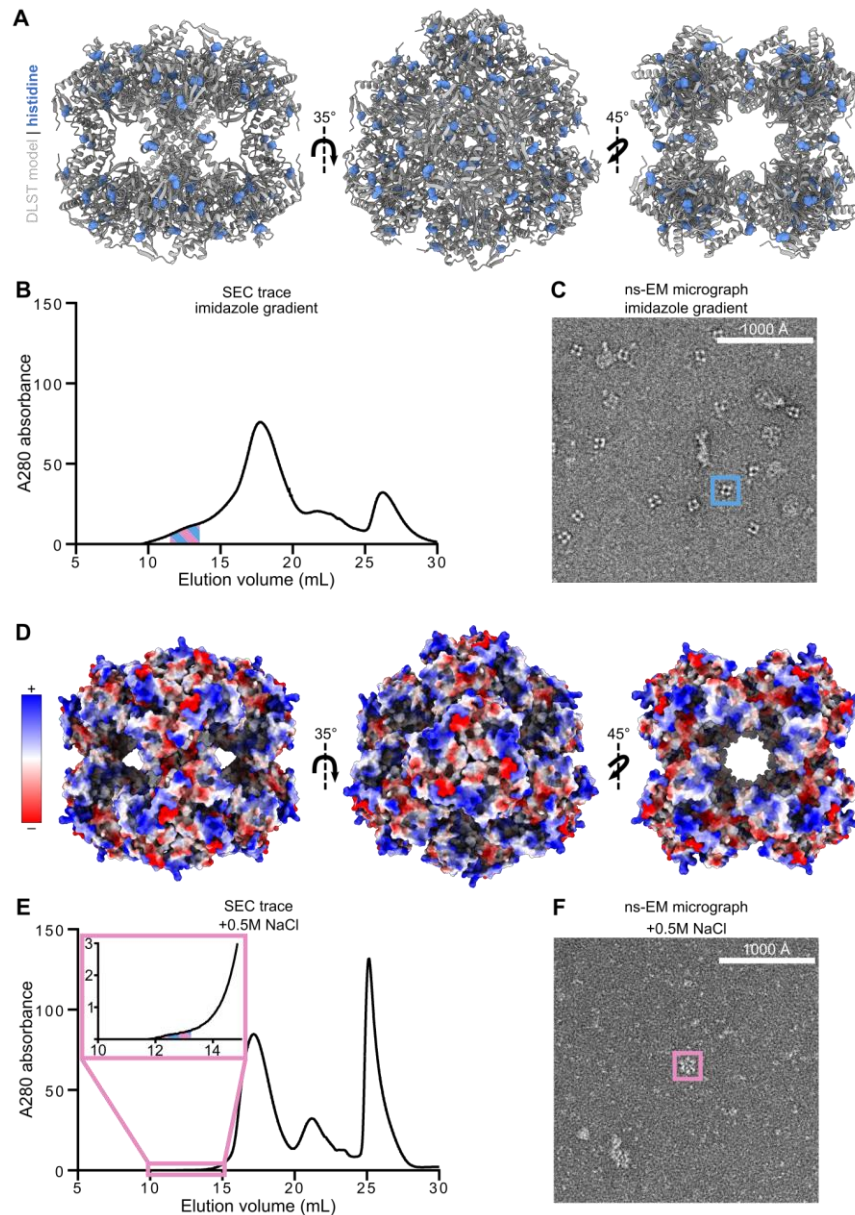 A
DLST model | histidine
35°
45°
B
SEC trace
imidazole gradient
A280 absorbance
150
100
50
0
5
10
15
20
25
30
Elution volume (mL)
C
ns-EM micrograph
imidazole gradient
1000 Å
D
+
–
35°
45°
E
SEC trace
+0.5M NaCl
A280 absorbance
150
100
50
0
3
2
1
10
12
14
5
10
15
20
25
30
Elution volume (mL)
F
ns-EM micrograph
+0.5M NaCl
1000 Å